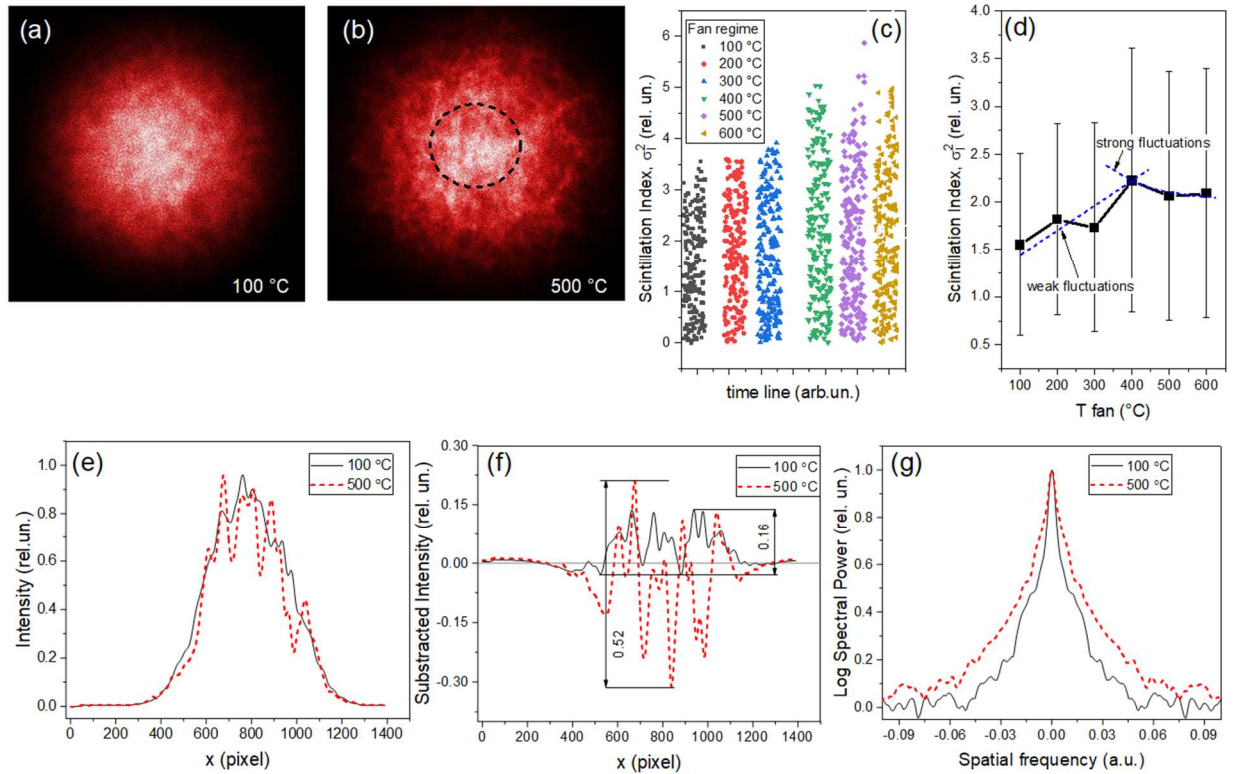 (a)
100 °C
(b)
500 °C
(c)
Fan regime
100 °C
200 °C
300 °C
400 °C
500 °C
600 °C
Scintillation Index, σ_I^2 (rel. un.)
6
5
4
3
2
1
0
time line (arb.un.)
(d)
Scintillation Index, σ_I^2 (rel. un.)
4.0
3.5
3.0
2.5
2.0
1.5
1.0
0.5
strong fluctuations
weak fluctuations
100 200 300 400 500 600
T fan (°C)
(e)
100 °C
500 °C
Intensity (rel.un.)
1.0
0.8
0.6
0.4
0.2
0.0
0 200 400 600 800 1000 1200 1400
x (pixel)
(f)
100 °C
500 °C
Substracted Intensity (rel. un.)
0.30
0.15
0.00
-0.15
-0.30
0.52
0.16
0 200 400 600 800 1000 1200 1400
x (pixel)
(g)
100 °C
500 °C
Log Spectral Power (rel. un.)
1.0
0.8
0.6
0.4
0.2
0.0
-0.09 -0.06 -0.03 0.00 0.03 0.06 0.09
Spatial frequency (a.u.)